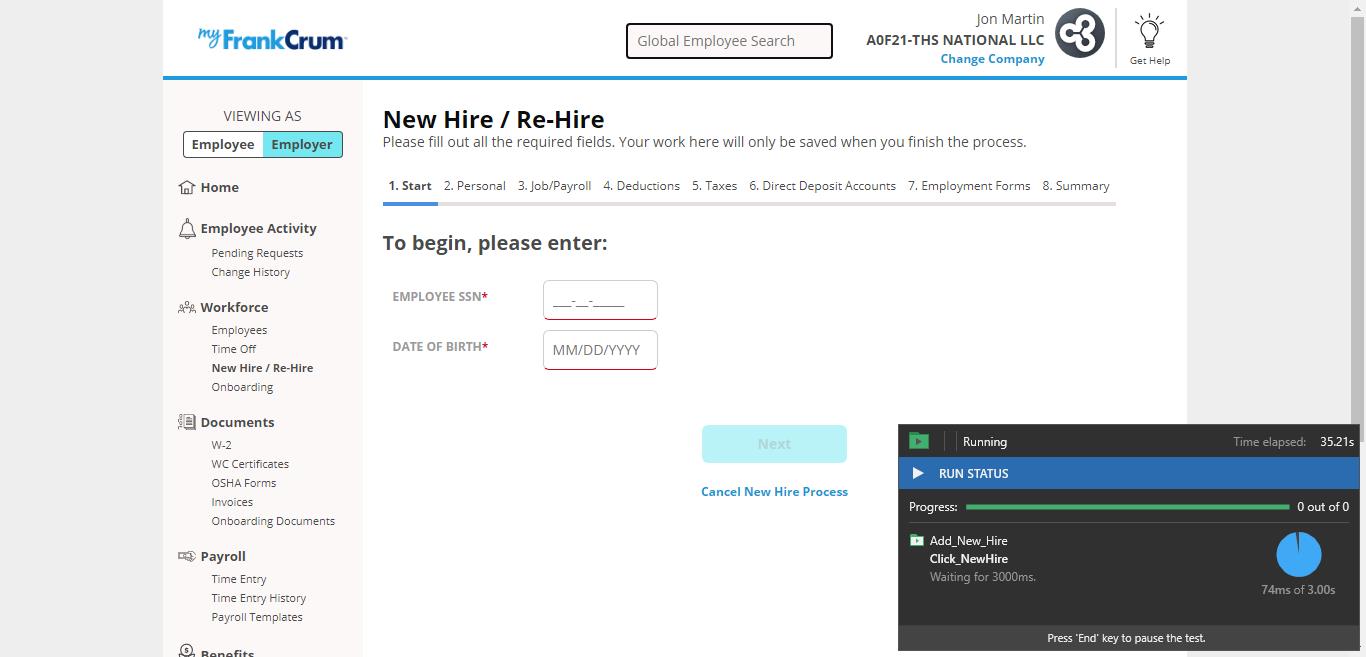 myFrankCrum
Global Employee Search
Jon Martin
A0F21-THS NATIONAL LLC
Change Company
Get Help
VIEWING AS
Employee Employer
Home
Employee Activity
Pending Requests
Change History
Workforce
Employees
Time Off
New Hire / Re-Hire
Onboarding
Documents
W-2
WC Certificates
OSHA Forms
Invoices
Onboarding Documents
Payroll
Time Entry
Time Entry History
Payroll Templates
Benefits
New Hire / Re-Hire
Please fill out all the required fields. Your work here will only be saved when you finish the process.
1. Start 2. Personal 3. Job/Payroll 4. Deductions 5. Taxes 6. Direct Deposit Accounts 7. Employment Forms 8. Summary
To begin, please enter:
EMPLOYEE SSN* ___-__-____
DATE OF BIRTH* MM/DD/YYYY
Next
Cancel New Hire Process
Running Time elapsed: 35.21s
RUN STATUS
Progress: 0 out of 0
Add_New_Hire
Click_NewHire
Waiting for 3000ms.
74ms of 3.00s
Press 'End' key to pause the test.